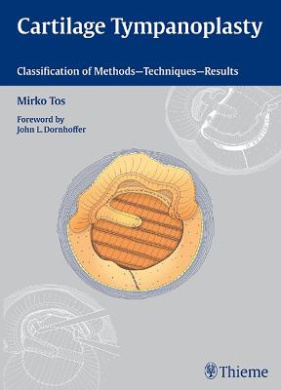 Cartilage Tympanoplasty
Classification of Methods—Techniques—Results
Mirko Tos
Foreword by
John L. Dornhoffer
Thieme